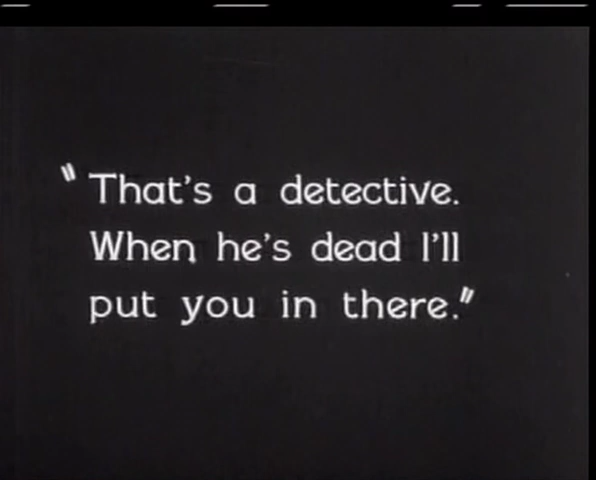 "That's a detective.
When he's dead I'll
put you in there."